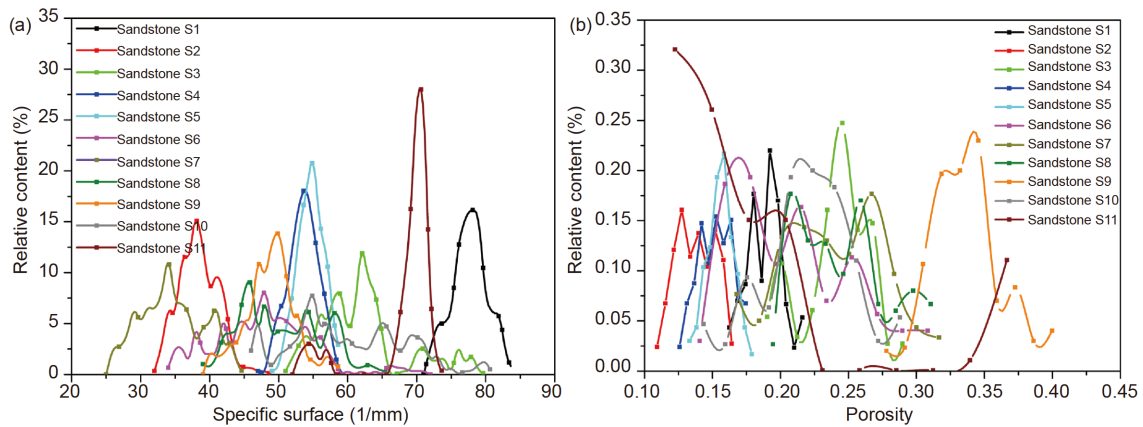 (a)
35
30
25
20
15
10
5
0
Relative content (%)
Sandstone S1
Sandstone S2
Sandstone S3
Sandstone S4
Sandstone S5
Sandstone S6
Sandstone S7
Sandstone S8
Sandstone S9
Sandstone S10
Sandstone S11
20 30 40 50 60 70 80 90
Specific surface (1/mm)
(b)
0.35
0.30
0.25
0.20
0.15
0.10
0.05
0.00
Relative content (%)
Sandstone S1
Sandstone S2
Sandstone S3
Sandstone S4
Sandstone S5
Sandstone S6
Sandstone S7
Sandstone S8
Sandstone S9
Sandstone S10
Sandstone S11
0.10 0.15 0.20 0.25 0.30 0.35 0.40 0.45
Porosity